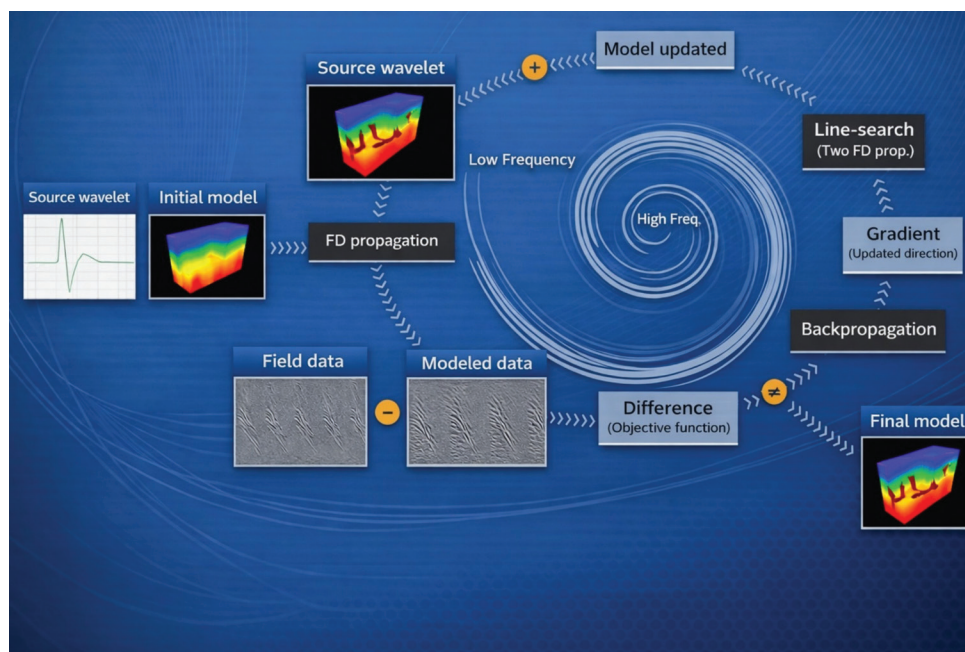 Source wavelet
Model updated
Line-search
(Two FD prop.)
Low Frequency
High Freq.
Source wavelet
Initial model
FD propagation
Gradient
(Updated direction)
Backpropagation
Field data
Modeled data
Difference
(Objective function)
Final model
+
−
≠